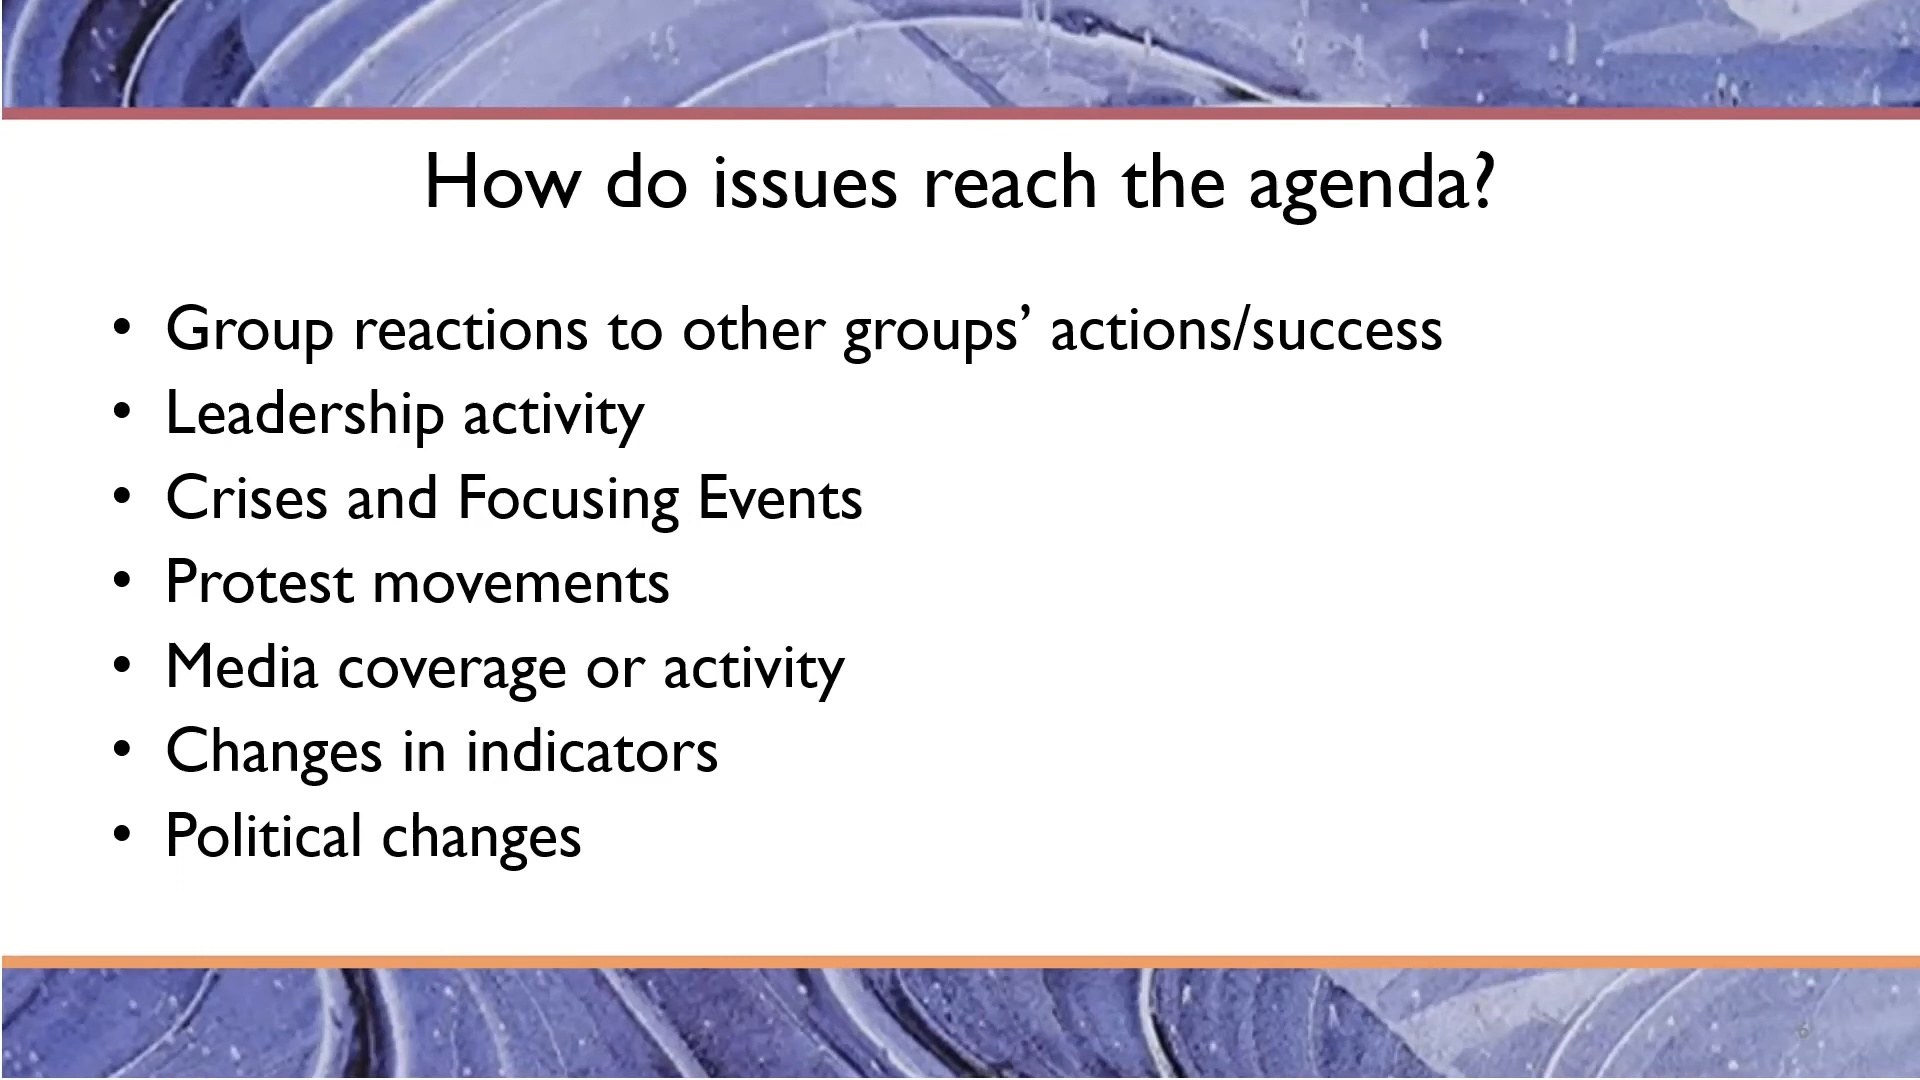 How do issues reach the agenda?
• Group reactions to other groups’ actions/success
• Leadership activity
• Crises and Focusing Events
• Protest movements
• Media coverage or activity
• Changes in indicators
• Political changes